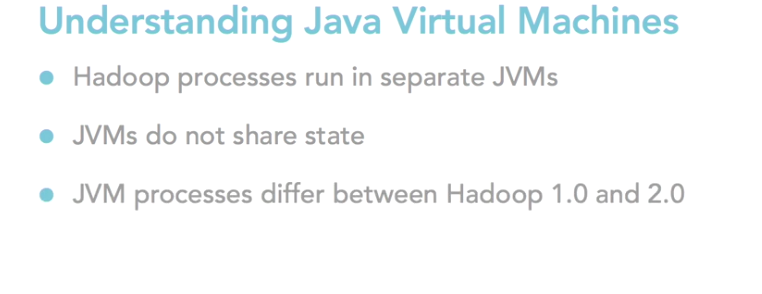 Understanding Java Virtual Machines
● Hadoop processes run in separate JVMs
● JVMs do not share state
● JVM processes differ between Hadoop 1.0 and 2.0